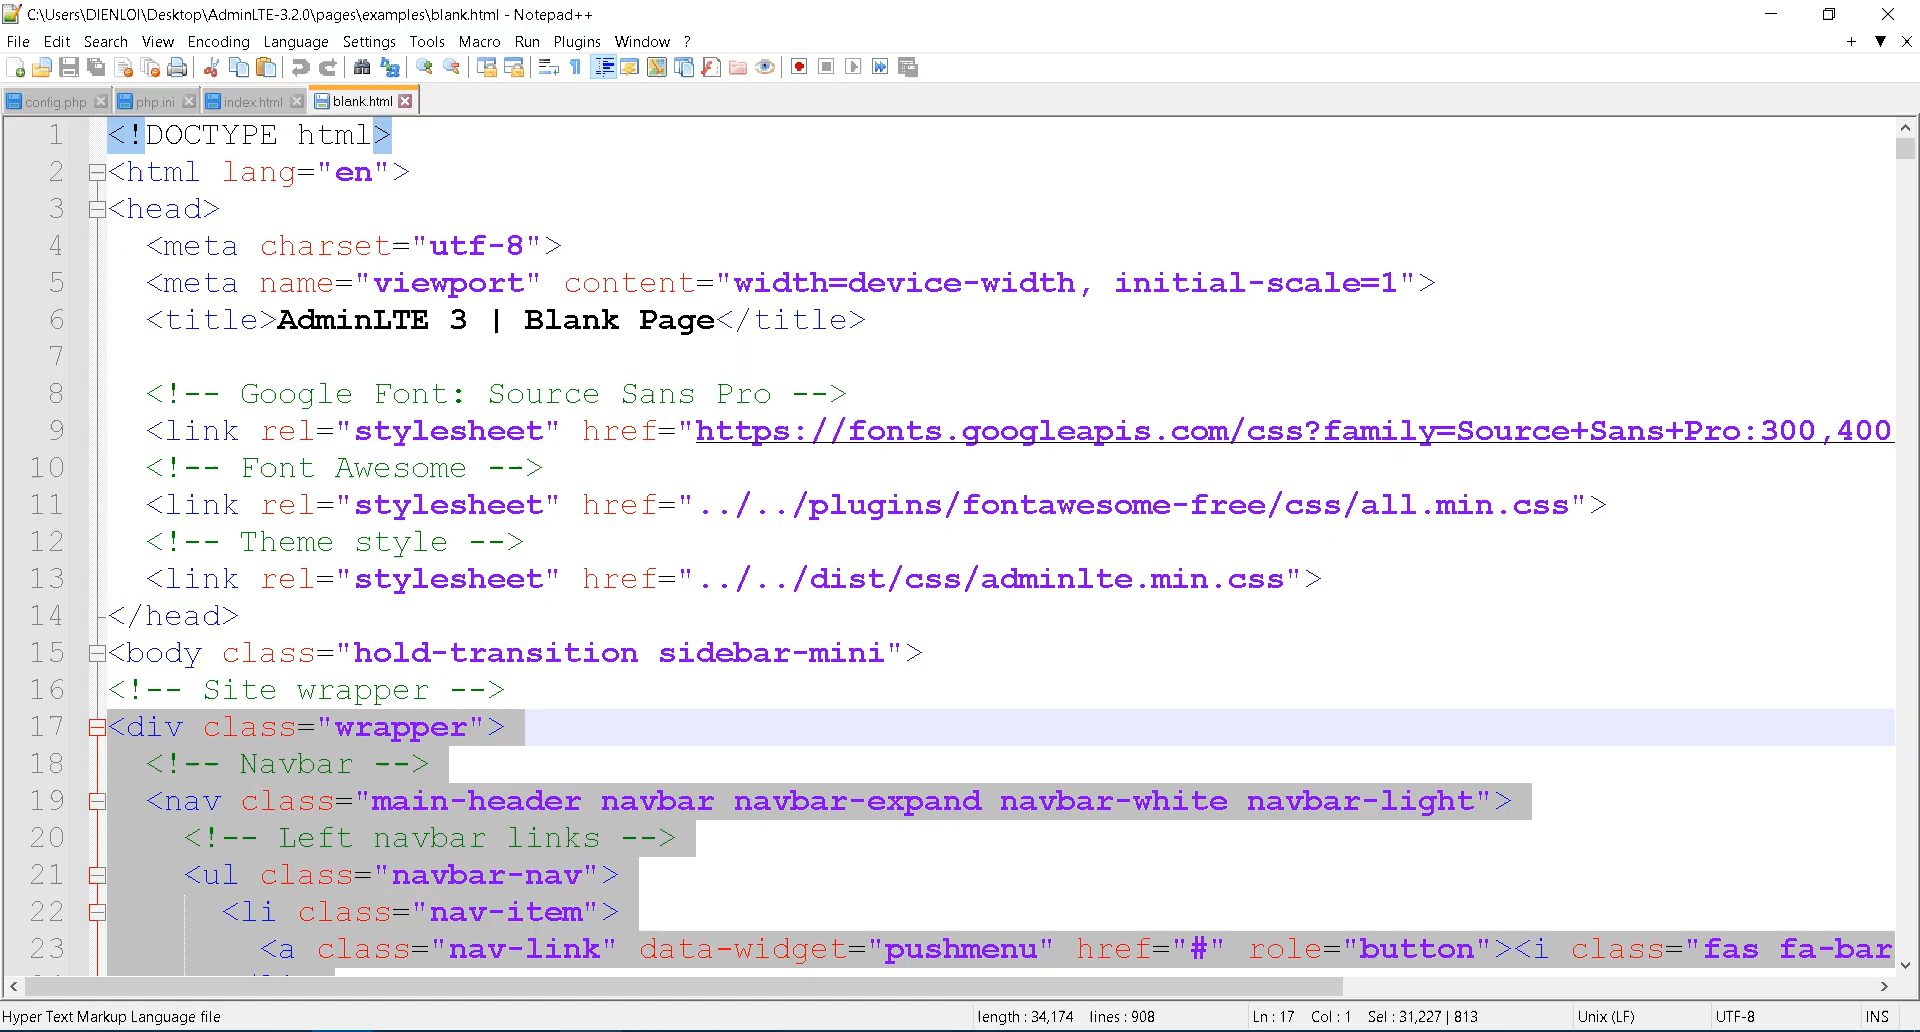 C:\Users\DIENLOI\Desktop\AdminLTE-3.2.0\pages\examples\blank.html - Notepad++
File Edit Search View Encoding Language Settings Tools Macro Run Plugins Window ?
config.php php.ini index.html blank.html
1 <!DOCTYPE html>
2 <html lang="en">
3 <head>
4 <meta charset="utf-8">
5 <meta name="viewport" content="width=device-width, initial-scale=1">
6 <title>AdminLTE 3 | Blank Page</title>
7
8 <!-- Google Font: Source Sans Pro -->
9 <link rel="stylesheet" href="https://fonts.googleapis.com/css?family=Source+Sans+Pro:300,400
10 <!-- Font Awesome -->
11 <link rel="stylesheet" href="../../plugins/fontawesome-free/css/all.min.css">
12 <!-- Theme style -->
13 <link rel="stylesheet" href="../../dist/css/adminlte.min.css">
14 </head>
15 <body class="hold-transition sidebar-mini">
16 <!-- Site wrapper -->
17 <div class="wrapper">
18 <!-- Navbar -->
19 <nav class="main-header navbar navbar-expand navbar-white navbar-light">
20 <!-- Left navbar links -->
21 <ul class="navbar-nav">
22 <li class="nav-item">
23 <a class="nav-link" data-widget="pushmenu" href="#" role="button"><i class="fas fa-bar
Hyper Text Markup Language file length : 34,174 lines : 908 Ln : 17 Col : 1 Sel : 31,227 | 813 Unix (LF) UTF-8 INS